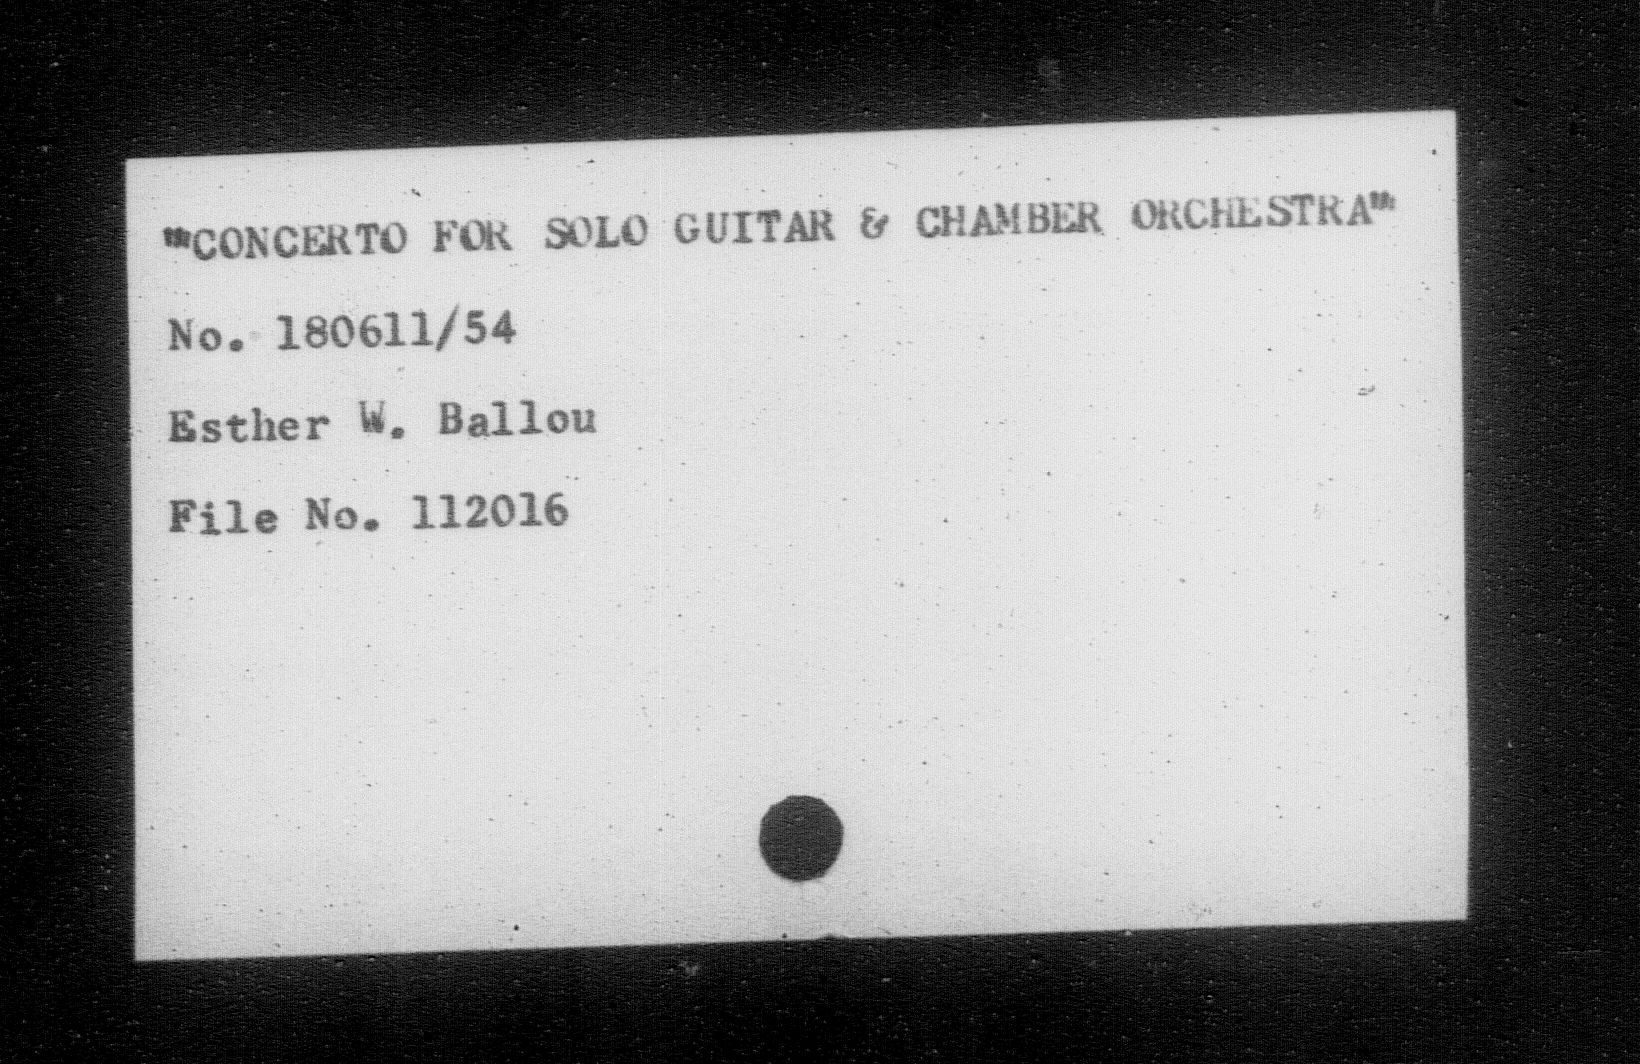 "CONCERTO FOR SOLO GUITAR & CHAMBER ORCHESTRA"
No. 180611/54
Esther W. Ballou
File No. 112016